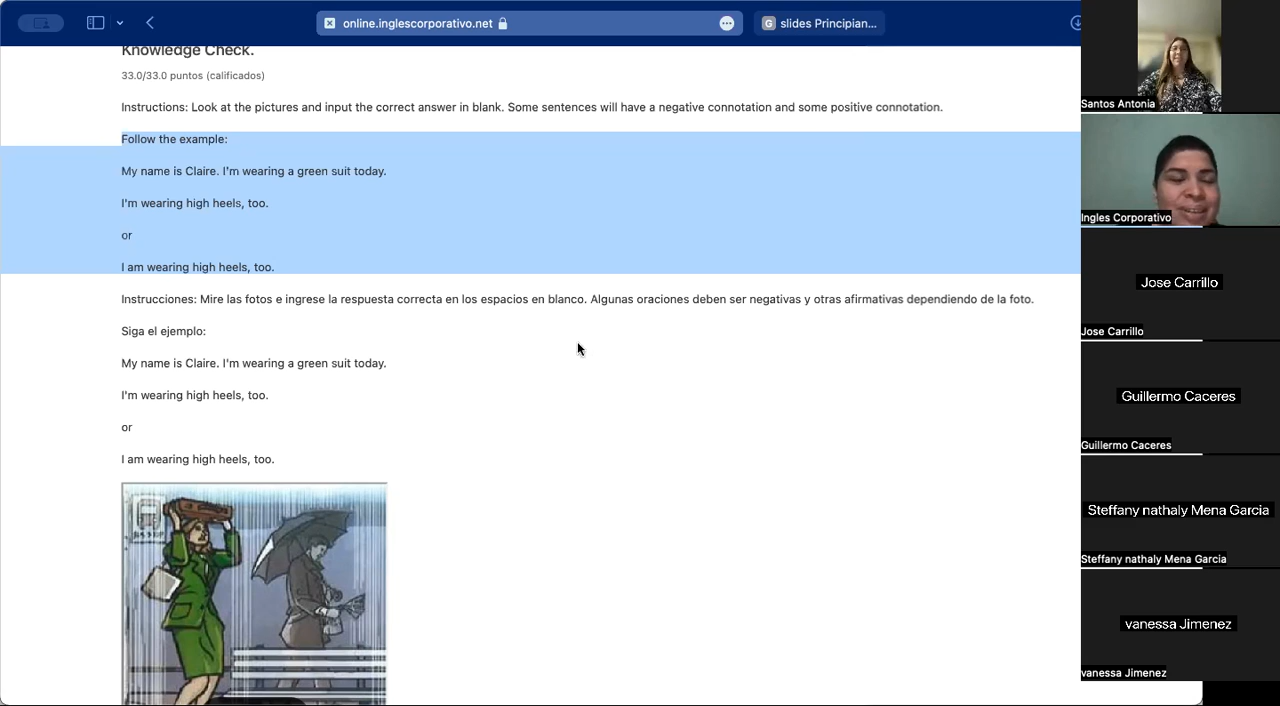 online.inglescorporativo.net
slides Principian...
Knowledge Check.
33.0/33.0 puntos (calificados)
Instructions: Look at the pictures and input the correct answer in blank. Some sentences will have a negative connotation and some positive connotation.
Follow the example:
My name is Claire. I'm wearing a green suit today.
I'm wearing high heels, too.
or
I am wearing high heels, too.
Instrucciones: Mire las fotos e ingrese la respuesta correcta en los espacios en blanco. Algunas oraciones deben ser negativas y otras afirmativas dependiendo de la foto.
Siga el ejemplo:
My name is Claire. I'm wearing a green suit today.
I'm wearing high heels, too.
or
I am wearing high heels, too.
Santos Antonia
Ingles Corporativo
Jose Carrillo
Jose Carrillo
Guillermo Caceres
Guillermo Caceres
Steffany nathaly Mena Garcia
Steffany nathaly Mena Garcia
vanessa Jimenez
vanessa Jimenez